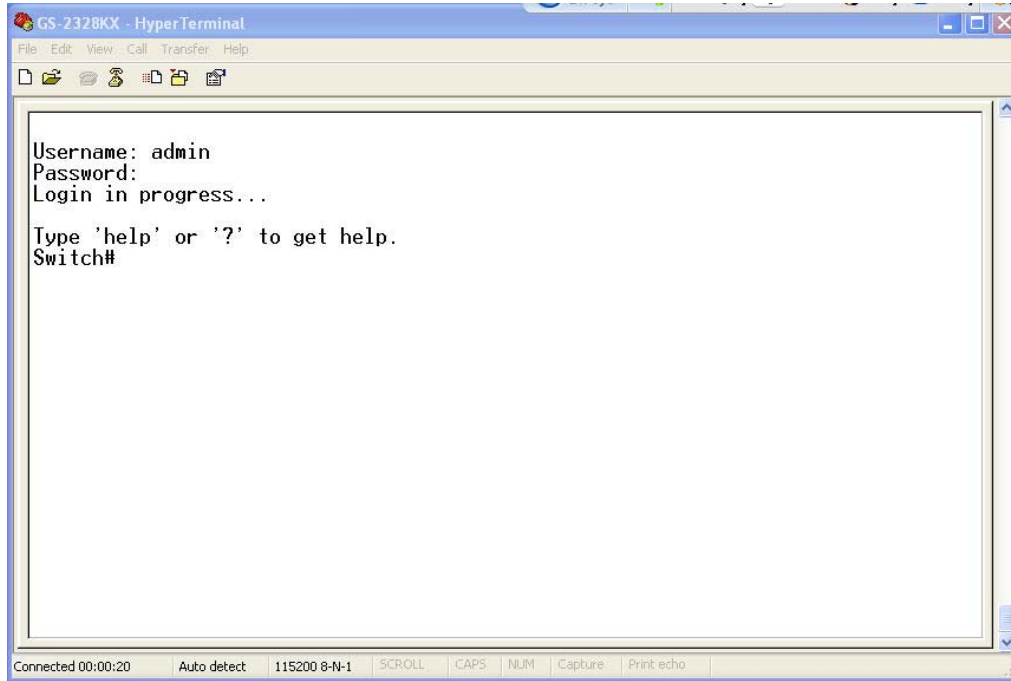 GS-2328KX - HyperTerminal
File Edit View Call Transfer Help
Username: admin
Password:
Login in progress...
Type 'help' or '?' to get help.
Switch#
Connected 00:00:20 Auto detect 115200 8-N-1 SCROLL CAPS NUM Capture Print echo